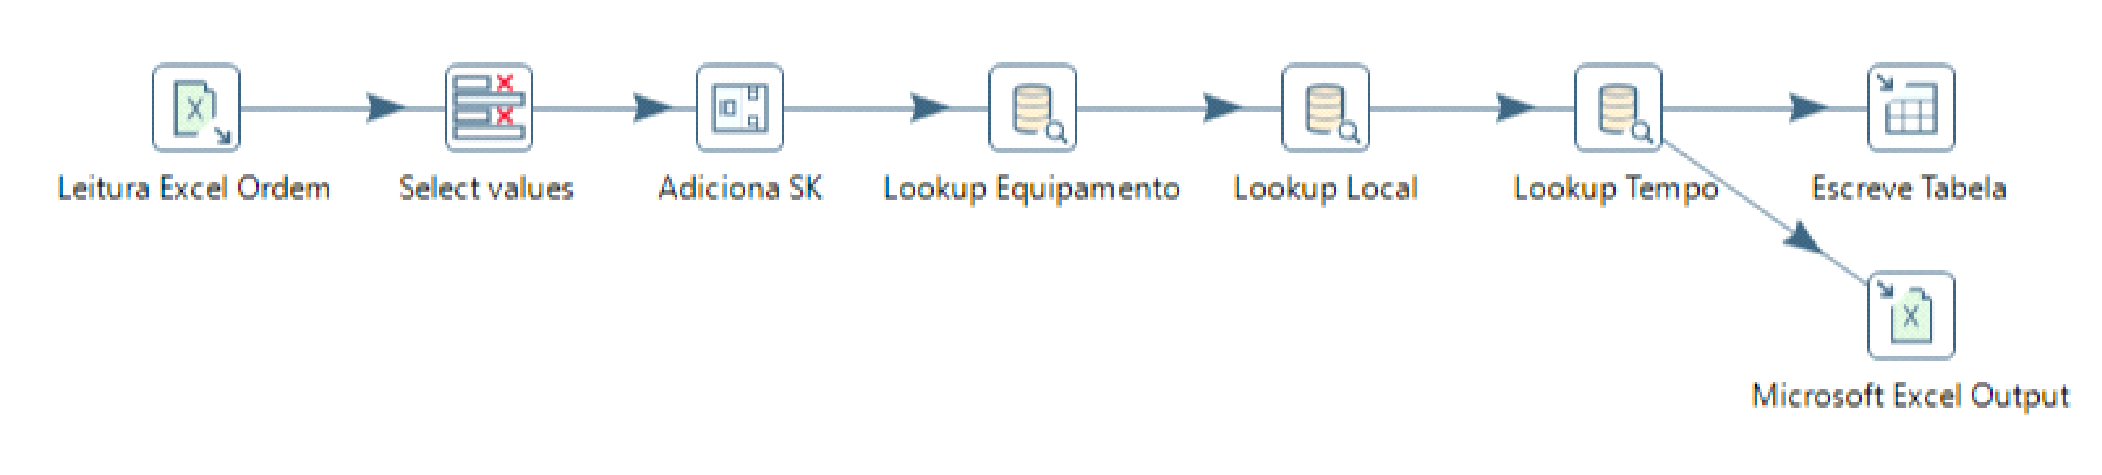 Leitura Excel Ordem
Select values
Adiciona SK
Lookup Equipamento
Lookup Local
Lookup Tempo
Escreve Tabela
Microsoft Excel Output